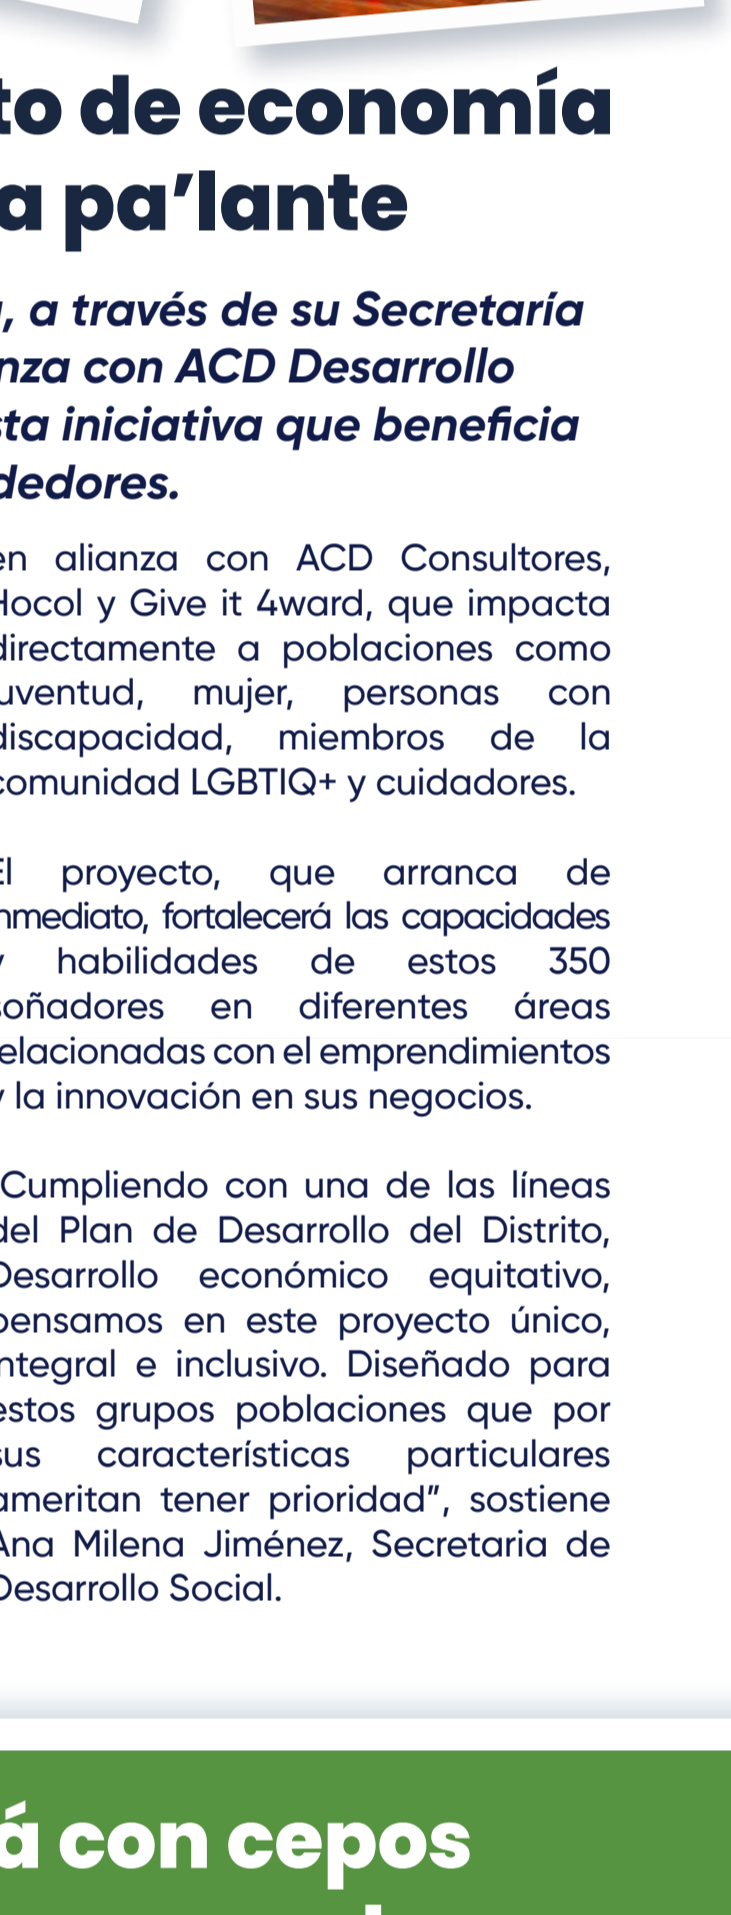 to de economía
a pa’lante
, a través de su Secretaría
nza con ACD Desarrollo
sta iniciativa que beneficia
dedores.
en alianza con ACD Consultores,
Hocol y Give it 4ward, que impacta
directamente a poblaciones como
uventud, mujer, personas con
discapacidad, miembros de la
comunidad LGBTIQ+ y cuidadores.
El proyecto, que arranca de
nmediato, fortalecerá las capacidades
y habilidades de estos 350
soñadores en diferentes áreas
elacionadas con el emprendimientos
y la innovación en sus negocios.
Cumpliendo con una de las líneas
del Plan de Desarrollo del Distrito,
Desarrollo económico equitativo,
pensamos en este proyecto único,
ntegral e inclusivo. Diseñado para
estos grupos poblaciones que por
sus características particulares
ameritan tener prioridad”, sostiene
Ana Milena Jiménez, Secretaria de
Desarrollo Social.
á con cepos